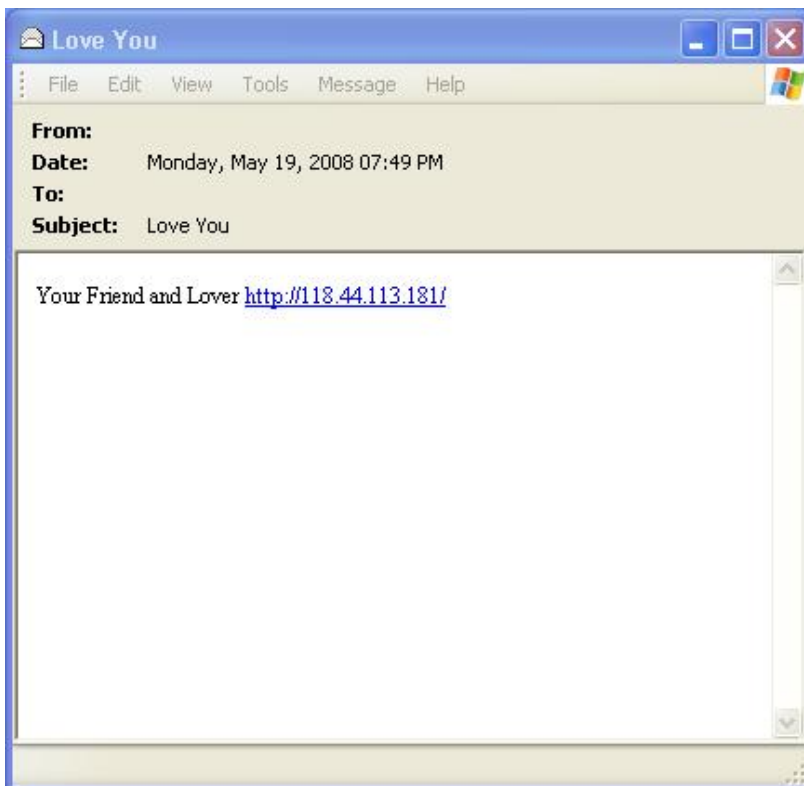 Love You
File Edit View Tools Message Help
From:
Date: Monday, May 19, 2008 07:49 PM
To:
Subject: Love You
Your Friend and Lover http://118.44.113.181/